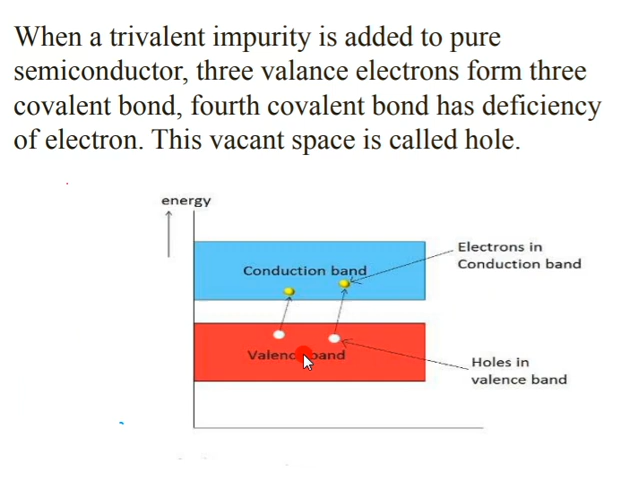 When a trivalent impurity is added to pure
semiconductor, three valance electrons form three
covalent bond, fourth covalent bond has deficiency
of electron. This vacant space is called hole.
energy
Electrons in
Conduction band
Conduction band
Valenc band
Holes in
valence band